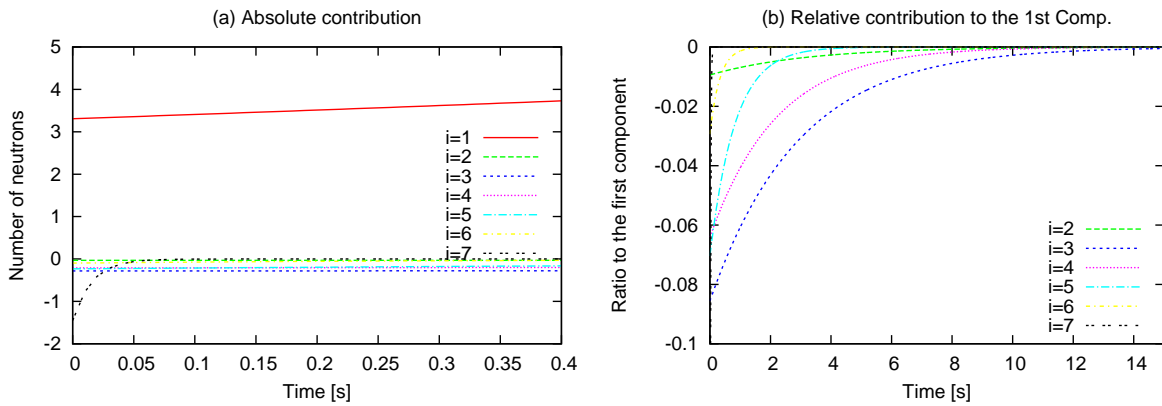 (a) Absolute contribution
Number of neutrons
5
4
3
2
1
0
-1
-2
0
0.05
0.1
0.15
0.2
0.25
0.3
0.35
0.4
Time [s]
i=1
i=2
i=3
i=4
i=5
i=6
i=7
(b) Relative contribution to the 1st Comp.
Ratio to the first component
0
-0.02
-0.04
-0.06
-0.08
-0.1
0
2
4
6
8
10
12
14
Time [s]
i=2
i=3
i=4
i=5
i=6
i=7